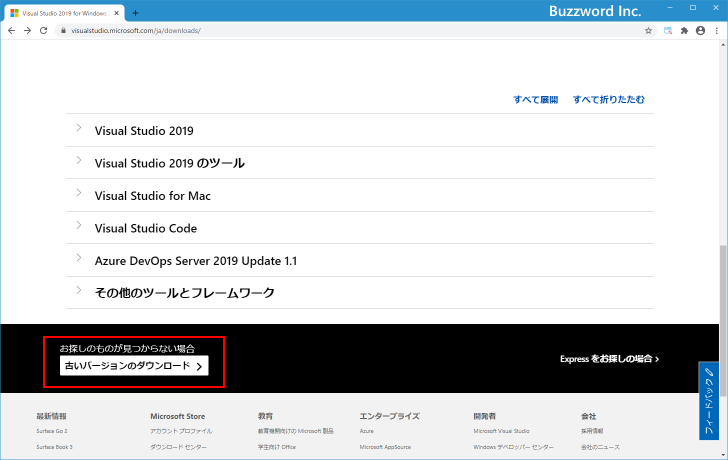 Visual Studio 2019 for Windows
Buzzword Inc.
visualstudio.microsoft.com/ja/downloads/
すべて展開 すべて折りたたむ
Visual Studio 2019
Visual Studio 2019 のツール
Visual Studio for Mac
Visual Studio Code
Azure DevOps Server 2019 Update 1.1
その他のツールとフレームワーク
お探しのものが見つからない場合
古いバージョンのダウンロード
Express をお探しの場合
フィードバック
最新情報 Microsoft Store 教育 エンタープライズ 開発者 会社
Surface Go 2 アカウント プロファイル 教育機関向けの Microsoft 製品 Azure Microsoft Visual Studio 採用情報
Surface Book 3 ダウンロード センター 学生向け Office Microsoft AppSource Windows デベロッパー センター 会社のニュース